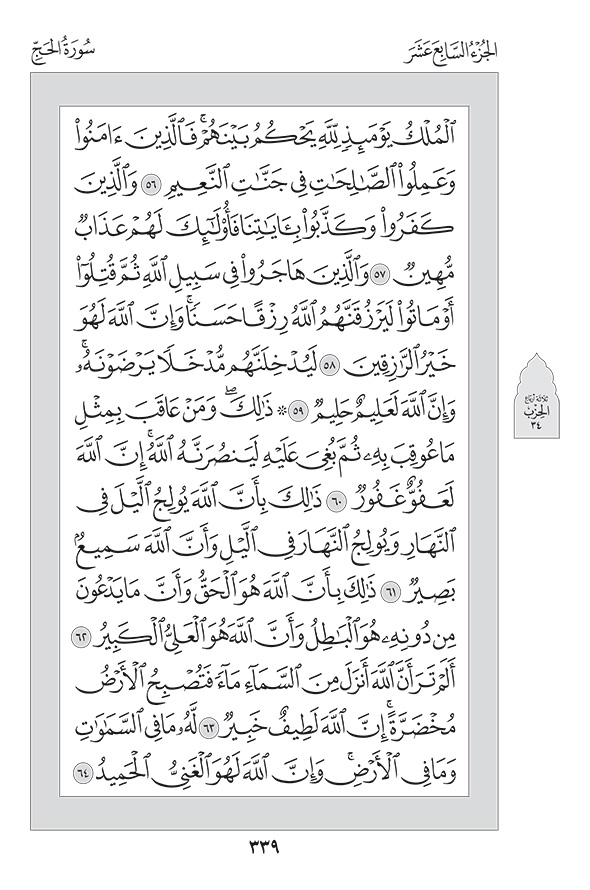 الجُزْءُ السَّابِعَ عَشَرَ
سُورَةُ الحَجِّ
ٱلْمُلْكُ يَوْمَئِذٖ لِّلَّهِ يَحْكُمُ بَيْنَهُمْۚ فَٱلَّذِينَ ءَامَنُواْ
وَعَمِلُواْ ٱلصَّٰلِحَٰتِ فِي جَنَّٰتِ ٱلنَّعِيمِ ٥٦ وَٱلَّذِينَ
كَفَرُواْ وَكَذَّبُواْ بِـَٔايَٰتِنَا فَأُوْلَٰٓئِكَ لَهُمْ عَذَابٞ
مُّهِينٞ ٥٧ وَٱلَّذِينَ هَاجَرُواْ فِي سَبِيلِ ٱللَّهِ ثُمَّ قُتِلُوٓاْ
أَوْ مَاتُواْ لَيَرْزُقَنَّهُمُ ٱللَّهُ رِزْقًا حَسَنٗاۚ وَإِنَّ ٱللَّهَ لَهُوَ
خَيْرُ ٱلرَّٰزِقِينَ ٥٨ لَيُدْخِلَنَّهُم مُّدْخَلٗا يَرْضَوْنَهُۥۚ
وَإِنَّ ٱللَّهَ لَعَلِيمٌ حَلِيمٞ ٥٩ ۞ ذَٰلِكَۖ وَمَنْ عَاقَبَ بِمِثْلِ
مَا عُوقِبَ بِهِۦ ثُمَّ بُغِيَ عَلَيْهِ لَيَنصُرَنَّهُ ٱللَّهُۚ إِنَّ ٱللَّهَ
لَعَفُوٌّ غَفُورٞ ٦٠ ذَٰلِكَ بِأَنَّ ٱللَّهَ يُولِجُ ٱلَّيْلَ فِي
ٱلنَّهَارِ وَيُولِجُ ٱلنَّهَارَ فِي ٱلَّيْلِ وَأَنَّ ٱللَّهَ سَمِيعُۢ
بَصِيرٞ ٦١ ذَٰلِكَ بِأَنَّ ٱللَّهَ هُوَ ٱلْحَقُّ وَأَنَّ مَا يَدْعُونَ
مِن دُونِهِۦ هُوَ ٱلْبَٰطِلُ وَأَنَّ ٱللَّهَ هُوَ ٱلْعَلِيُّ ٱلْكَبِيرُ ٦٢
أَلَمْ تَرَ أَنَّ ٱللَّهَ أَنزَلَ مِنَ ٱلسَّمَآءِ مَآءٗ فَتُصْبِحُ ٱلْأَرْضُ
مُخْضَرَّةًۚ إِنَّ ٱللَّهَ لَطِيفٌ خَبِيرٞ ٦٣ لَّهُۥ مَا فِي ٱلسَّمَٰوَٰتِ
وَمَا فِي ٱلْأَرْضِۚ وَإِنَّ ٱللَّهَ لَهُوَ ٱلْغَنِيُّ ٱلْحَمِيدُ ٦٤
ثلاثة أرباع
الحزب
٣٤
٣٣٩